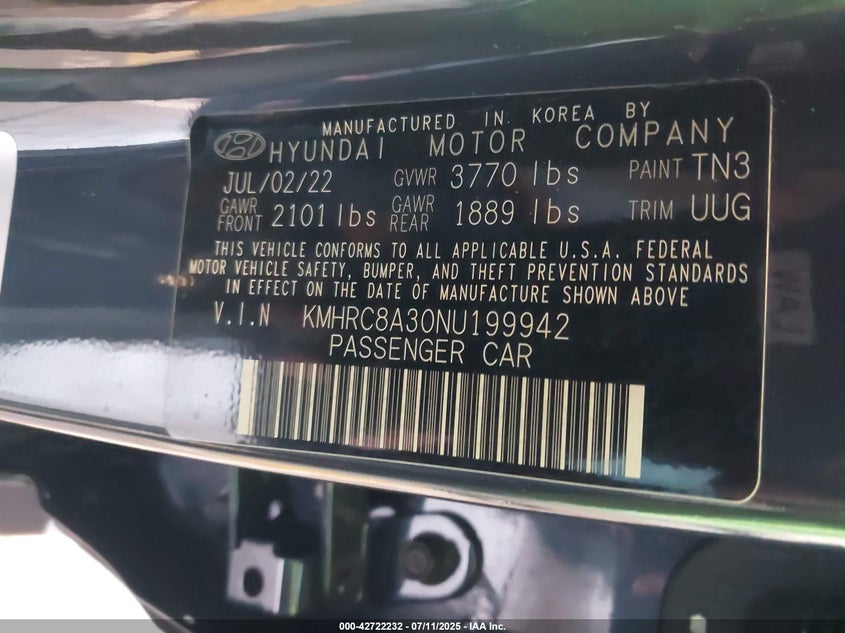 MANUFACTURED IN KOREA BY
HYUNDAI MOTOR COMPANY
JUL/02/22 GVWR 3770 lbs PAINT TN3
GAWR FRONT 2101 lbs GAWR REAR 1889 lbs TRIM UUG
THIS VEHICLE CONFORMS TO ALL APPLICABLE U.S.A. FEDERAL
MOTOR VEHICLE SAFETY, BUMPER, AND THEFT PREVENTION STANDARDS
IN EFFECT ON THE DATE OF MANUFACTURE SHOWN ABOVE
V.I.N KMHRC8A30NU199942
PASSENGER CAR
000-42722232 - 07/11/2025 - IAA Inc.